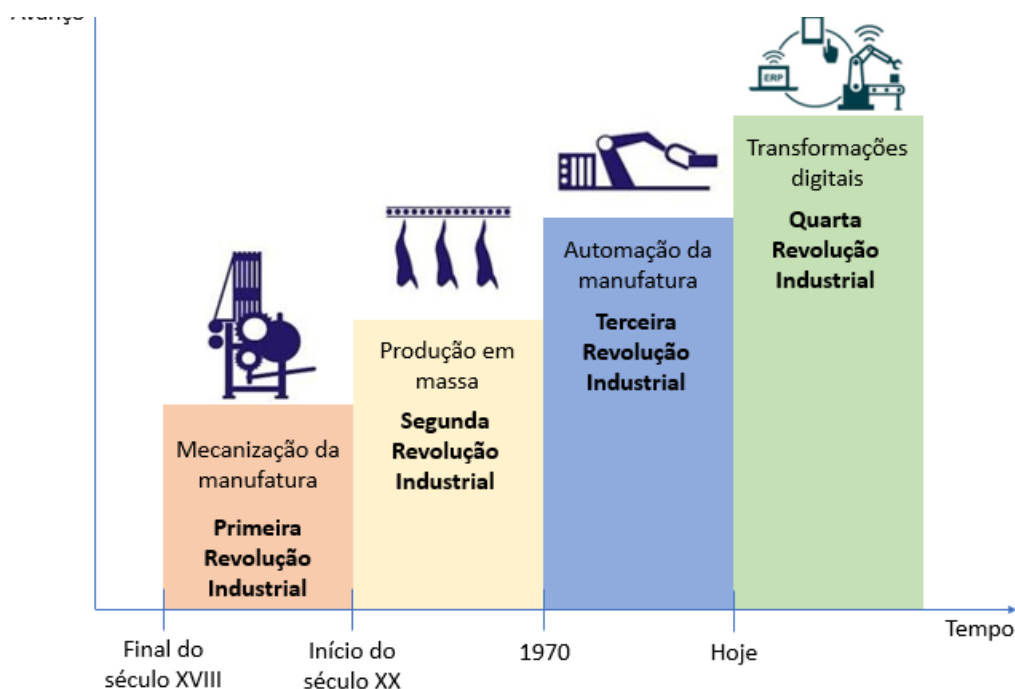 Avanço
ERP
Transformações
digitais
Quarta
Revolução
Industrial
Automação da
manufatura
Terceira
Revolução
Industrial
Produção em
massa
Segunda
Revolução
Industrial
Mecanização da
manufatura
Primeira
Revolução
Industrial
Tempo
Final do
século XVIII
Início do
século XX
1970
Hoje